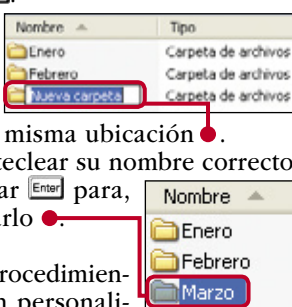 Nombre Tipo
Enero Carpeta de archivos
Febrero Carpeta de archivos
Nueva carpeta Carpeta de archivos
misma ubicación
teclear su nombre correcto
ar Enter para,
rlo
Nombre
Enero
Febrero
Marzo
rocedimien-
n personali-